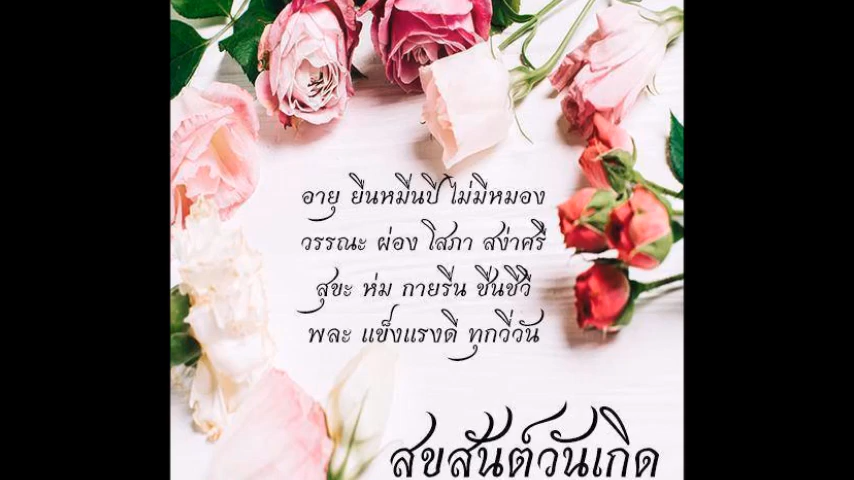 อายุ ยืนหมื่นปี ไม่มีหมอง
วรรณะ ผ่อง โสภา สง่าศรี
สุขะ ห่ม กายรื่น ชื่นชีวี
พละ แข็งแรงดี ทุกวี่วัน
สุขสันต์วันเกิด